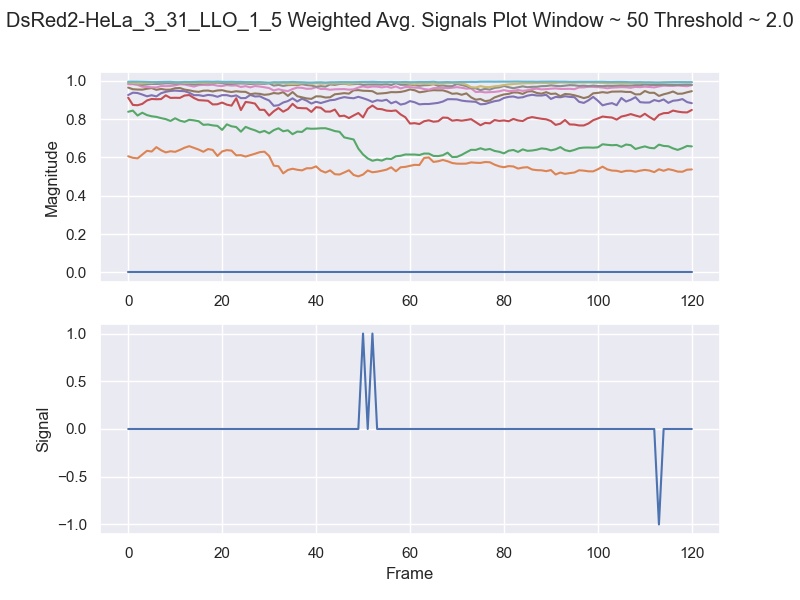 DsRed2-HeLa_3_31_LLO_1_5 Weighted Avg. Signals Plot Window ~ 50 Threshold ~ 2.0
1.0
0.8
0.6
0.4
0.2
0.0
Magnitude
0 20 40 60 80 100 120
1.0
0.5
0.0
−0.5
−1.0
Signal
0 20 40 60 80 100 120
Frame